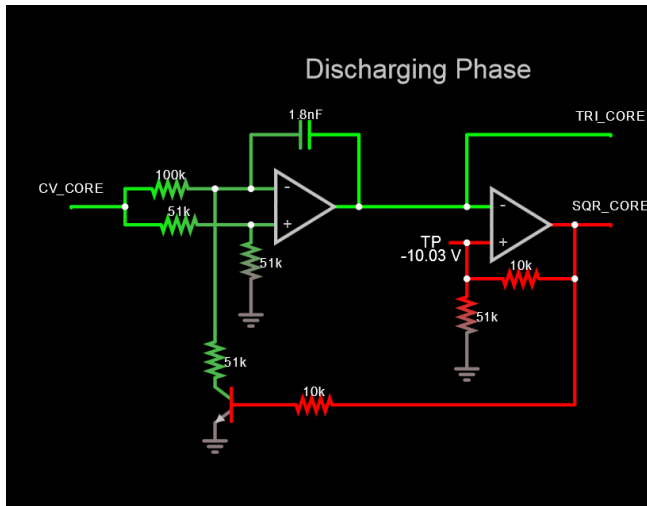 Discharging Phase
1.8nF
TRI_CORE
100k
CV_CORE
51k
-
+
-
+
SQR_CORE
TP
-10.03 V
51k
10k
51k
51k
10k